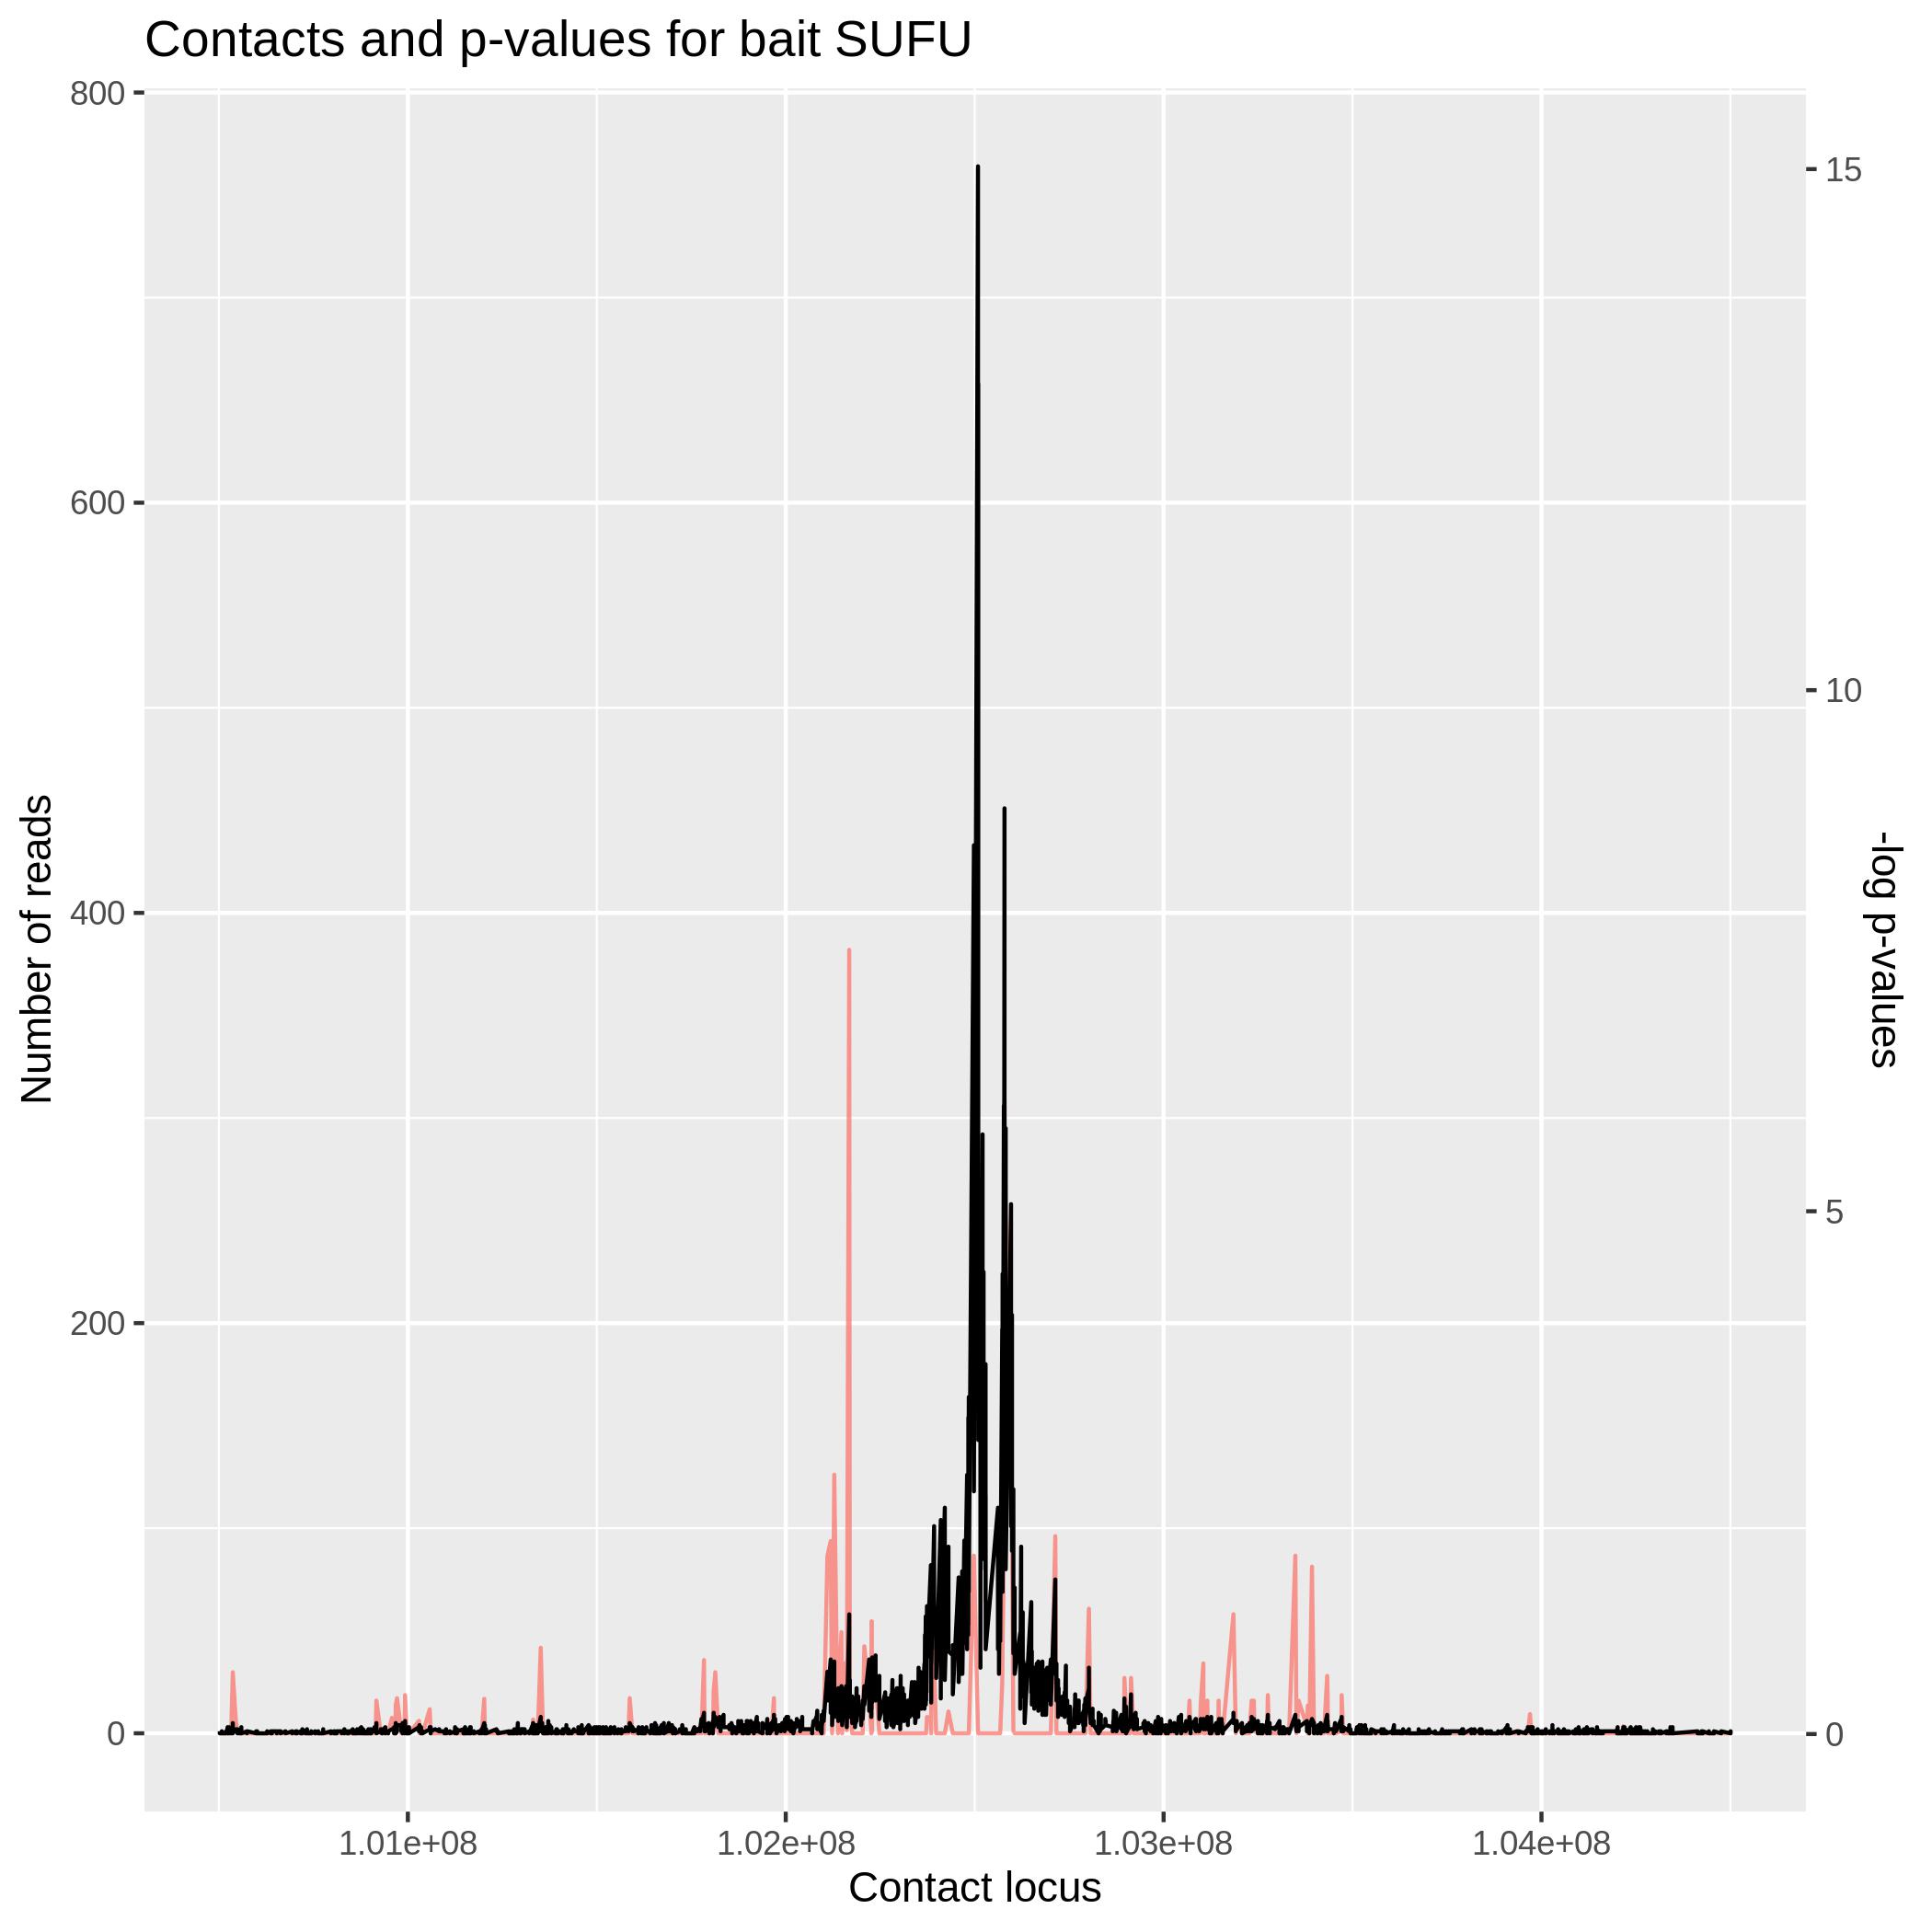 Contacts and p-values for bait SUFU
800
600
400
200
0
Number of reads
15
10
5
0
-log p-values
1.01e+08
1.02e+08
1.03e+08
1.04e+08
Contact locus